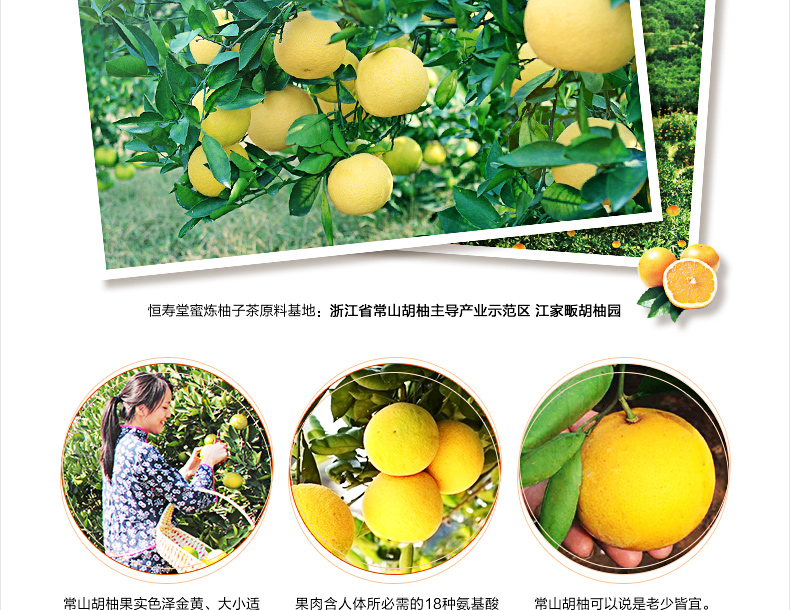 恒寿堂蜜炼柚子茶原料基地：浙江省常山胡柚主导产业示范区 江家畈胡柚园
常山胡柚果实色泽金黄、大小适
果肉含人体所必需的18种氨基酸
常山胡柚可以说是老少皆宜。